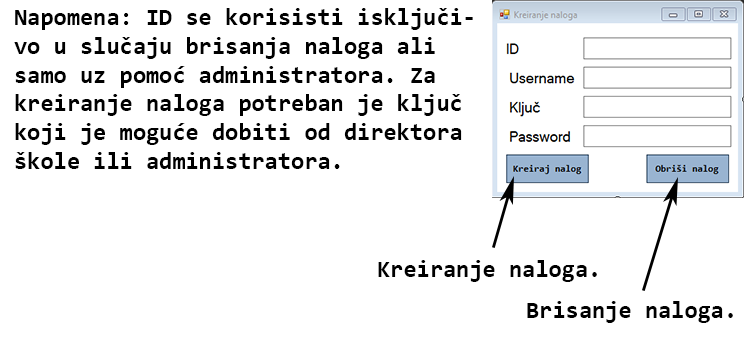 Napomena: ID se korisisti isključi-
vo u slučaju brisanja naloga ali
samo uz pomoć administratora. Za
kreiranje naloga potreban je ključ
koji je moguće dobiti od direktora
škole ili administratora.
Kreiranje naloga
ID
Username
Ključ
Password
Kreiraj nalog
Obriši nalog
Kreiranje naloga.
Brisanje naloga.